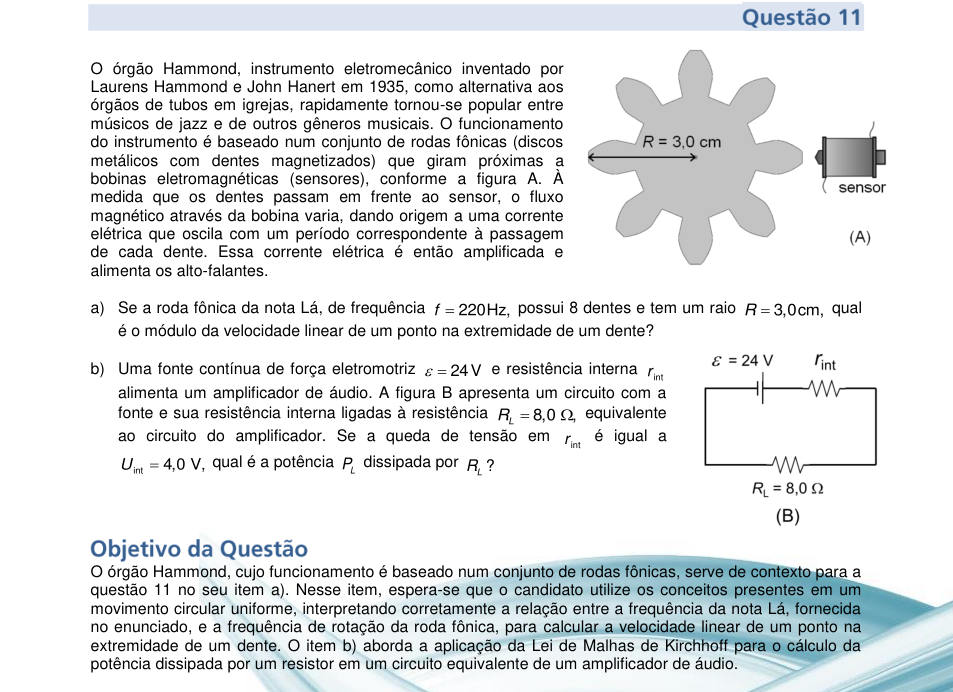 Questão 11
O órgão Hammond, instrumento eletromecânico inventado por
Laurens Hammond e John Hanert em 1935, como alternativa aos
órgãos de tubos em igrejas, rapidamente tornou-se popular entre
músicos de jazz e de outros gêneros musicais. O funcionamento
do instrumento é baseado num conjunto de rodas fônicas (discos
metálicos com dentes magnetizados) que giram próximas a
bobinas eletromagnéticas (sensores), conforme a figura A. À
medida que os dentes passam em frente ao sensor, o fluxo
magnético através da bobina varia, dando origem a uma corrente
elétrica que oscila com um período correspondente à passagem
de cada dente. Essa corrente elétrica é então amplificada e
alimenta os alto-falantes.
R = 3,0 cm
sensor
(A)
a) Se a roda fônica da nota Lá, de frequência f = 220Hz, possui 8 dentes e tem um raio R = 3,0cm, qual
é o módulo da velocidade linear de um ponto na extremidade de um dente?
b) Uma fonte contínua de força eletromotriz ε = 24 V e resistência interna r_int
alimenta um amplificador de áudio. A figura B apresenta um circuito com a
fonte e sua resistência interna ligadas à resistência R_L = 8,0 Ω, equivalente
ao circuito do amplificador. Se a queda de tensão em r_int é igual a
U_int = 4,0 V, qual é a potência P_L dissipada por R_L ?
ε = 24 V r_int
R_L = 8,0 Ω
(B)
Objetivo da Questão
O órgão Hammond, cujo funcionamento é baseado num conjunto de rodas fônicas, serve de contexto para a
questão 11 no seu item a). Nesse item, espera-se que o candidato utilize os conceitos presentes em um
movimento circular uniforme, interpretando corretamente a relação entre a frequência da nota Lá, fornecida
no enunciado, e a frequência de rotação da roda fônica, para calcular a velocidade linear de um ponto na
extremidade de um dente. O item b) aborda a aplicação da Lei de Malhas de Kirchhoff para o cálculo da
potência dissipada por um resistor em um circuito equivalente de um amplificador de áudio.